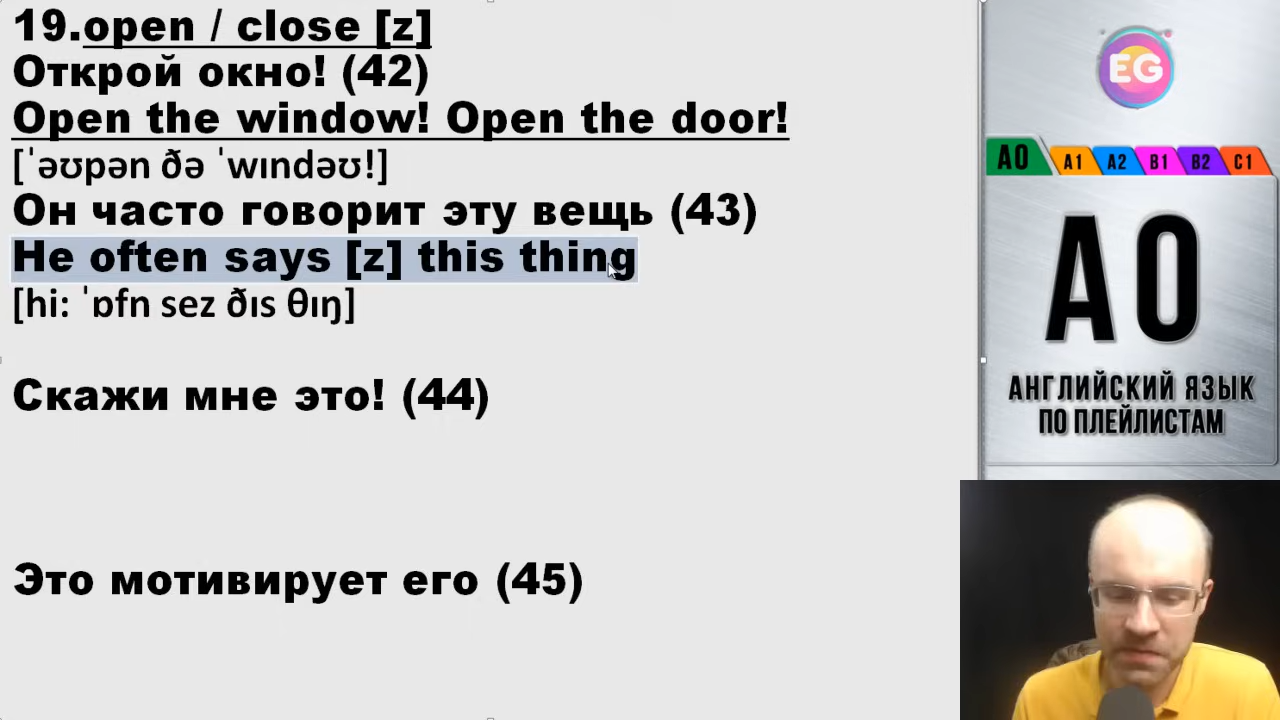 19.open / close [z]
Открой окно! (42)
Open the window! Open the door!
[ˈəʊpən ðə ˈwɪndəʊ!]
Он часто говорит эту вещь (43)
He often says [z] this thing
[hi: ˈɒfn sez ðɪs θɪŋ]
Скажи мне это! (44)
Это мотивирует его (45)
EG
A0
A1
A2
B1
B2
C1
A0
АНГЛИЙСКИЙ ЯЗЫК
ПО ПЛЕЙЛИСТАМ